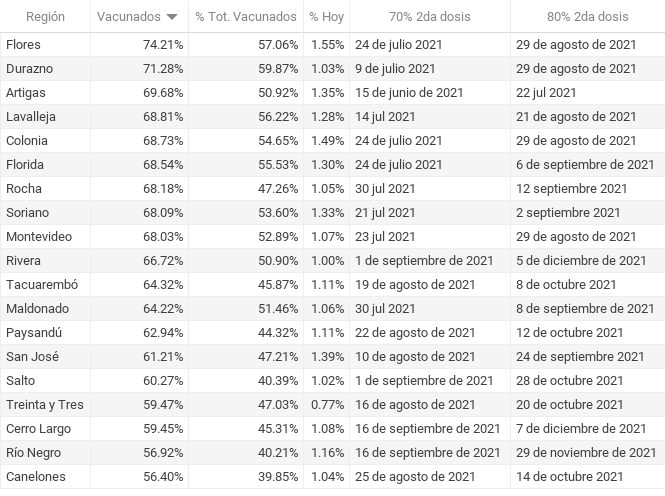 Región Vacunados % Tot. Vacunados % Hoy 70% 2da dosis 80% 2da dosis
Flores 74.21% 57.06% 1.55% 24 de julio 2021 29 de agosto de 2021
Durazno 71.28% 59.87% 1.03% 9 de julio 2021 29 de agosto de 2021
Artigas 69.68% 50.92% 1.35% 15 de junio de 2021 22 jul 2021
Lavalleja 68.81% 56.22% 1.28% 14 jul 2021 21 de agosto de 2021
Colonia 68.73% 54.65% 1.49% 24 de julio 2021 29 de agosto de 2021
Florida 68.54% 55.53% 1.30% 24 de julio 2021 6 de septiembre de 2021
Rocha 68.18% 47.26% 1.05% 30 jul 2021 12 septiembre 2021
Soriano 68.09% 53.60% 1.33% 21 jul 2021 2 septiembre 2021
Montevideo 68.03% 52.89% 1.07% 23 jul 2021 29 de agosto de 2021
Rivera 66.72% 50.90% 1.00% 1 de septiembre de 2021 5 de diciembre de 2021
Tacuarembó 64.32% 45.87% 1.11% 19 de agosto de 2021 8 de octubre 2021
Maldonado 64.22% 51.46% 1.06% 30 jul 2021 8 de septiembre de 2021
Paysandú 62.94% 44.32% 1.11% 22 de agosto de 2021 12 de octubre 2021
San José 61.21% 47.21% 1.39% 10 de agosto de 2021 24 de septiembre 2021
Salto 60.27% 40.39% 1.02% 1 de septiembre de 2021 28 de octubre 2021
Treinta y Tres 59.47% 47.03% 0.77% 16 de agosto de 2021 20 de octubre 2021
Cerro Largo 59.45% 45.31% 1.08% 16 de septiembre de 2021 7 de diciembre 2021
Río Negro 56.92% 40.21% 1.16% 16 de septiembre de 2021 29 de noviembre de 2021
Canelones 56.40% 39.85% 1.04% 25 de agosto de 2021 14 de octubre 2021